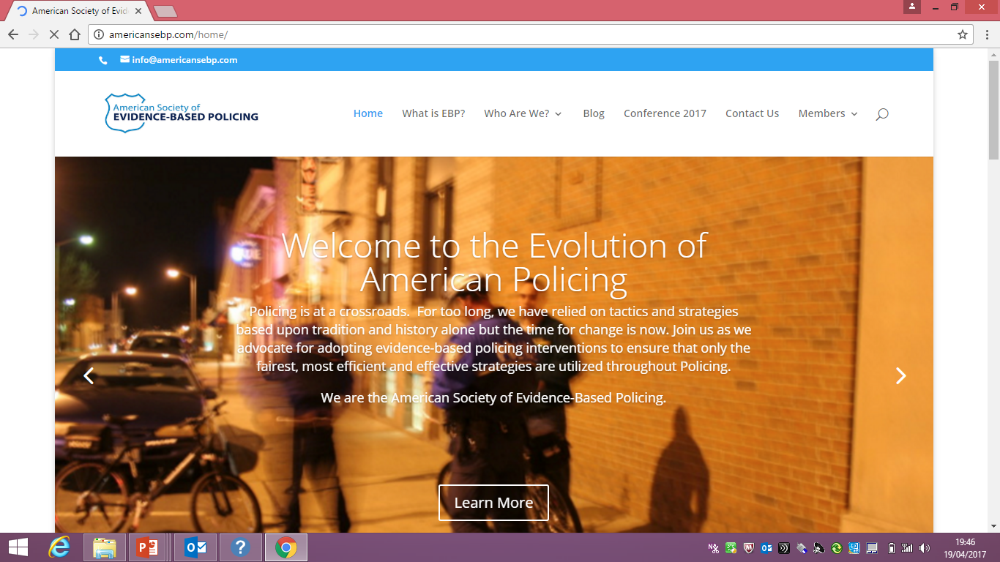 American Society of Evid
americansebp.com/home/
info@americansebp.com
American Society of
EVIDENCE-BASED POLICING
Home What is EBP? Who Are We? Blog Conference 2017 Contact Us Members
Welcome to the Evolution of
American Policing
Policing is at a crossroads. For too long, we have relied on tactics and strategies
based upon tradition and history alone but the time for change is now. Join us as we
advocate for adopting evidence-based policing interventions to ensure that only the
fairest, most efficient and effective strategies are utilized throughout Policing.
We are the American Society of Evidence-Based Policing.
Learn More
19:46
19/04/2017